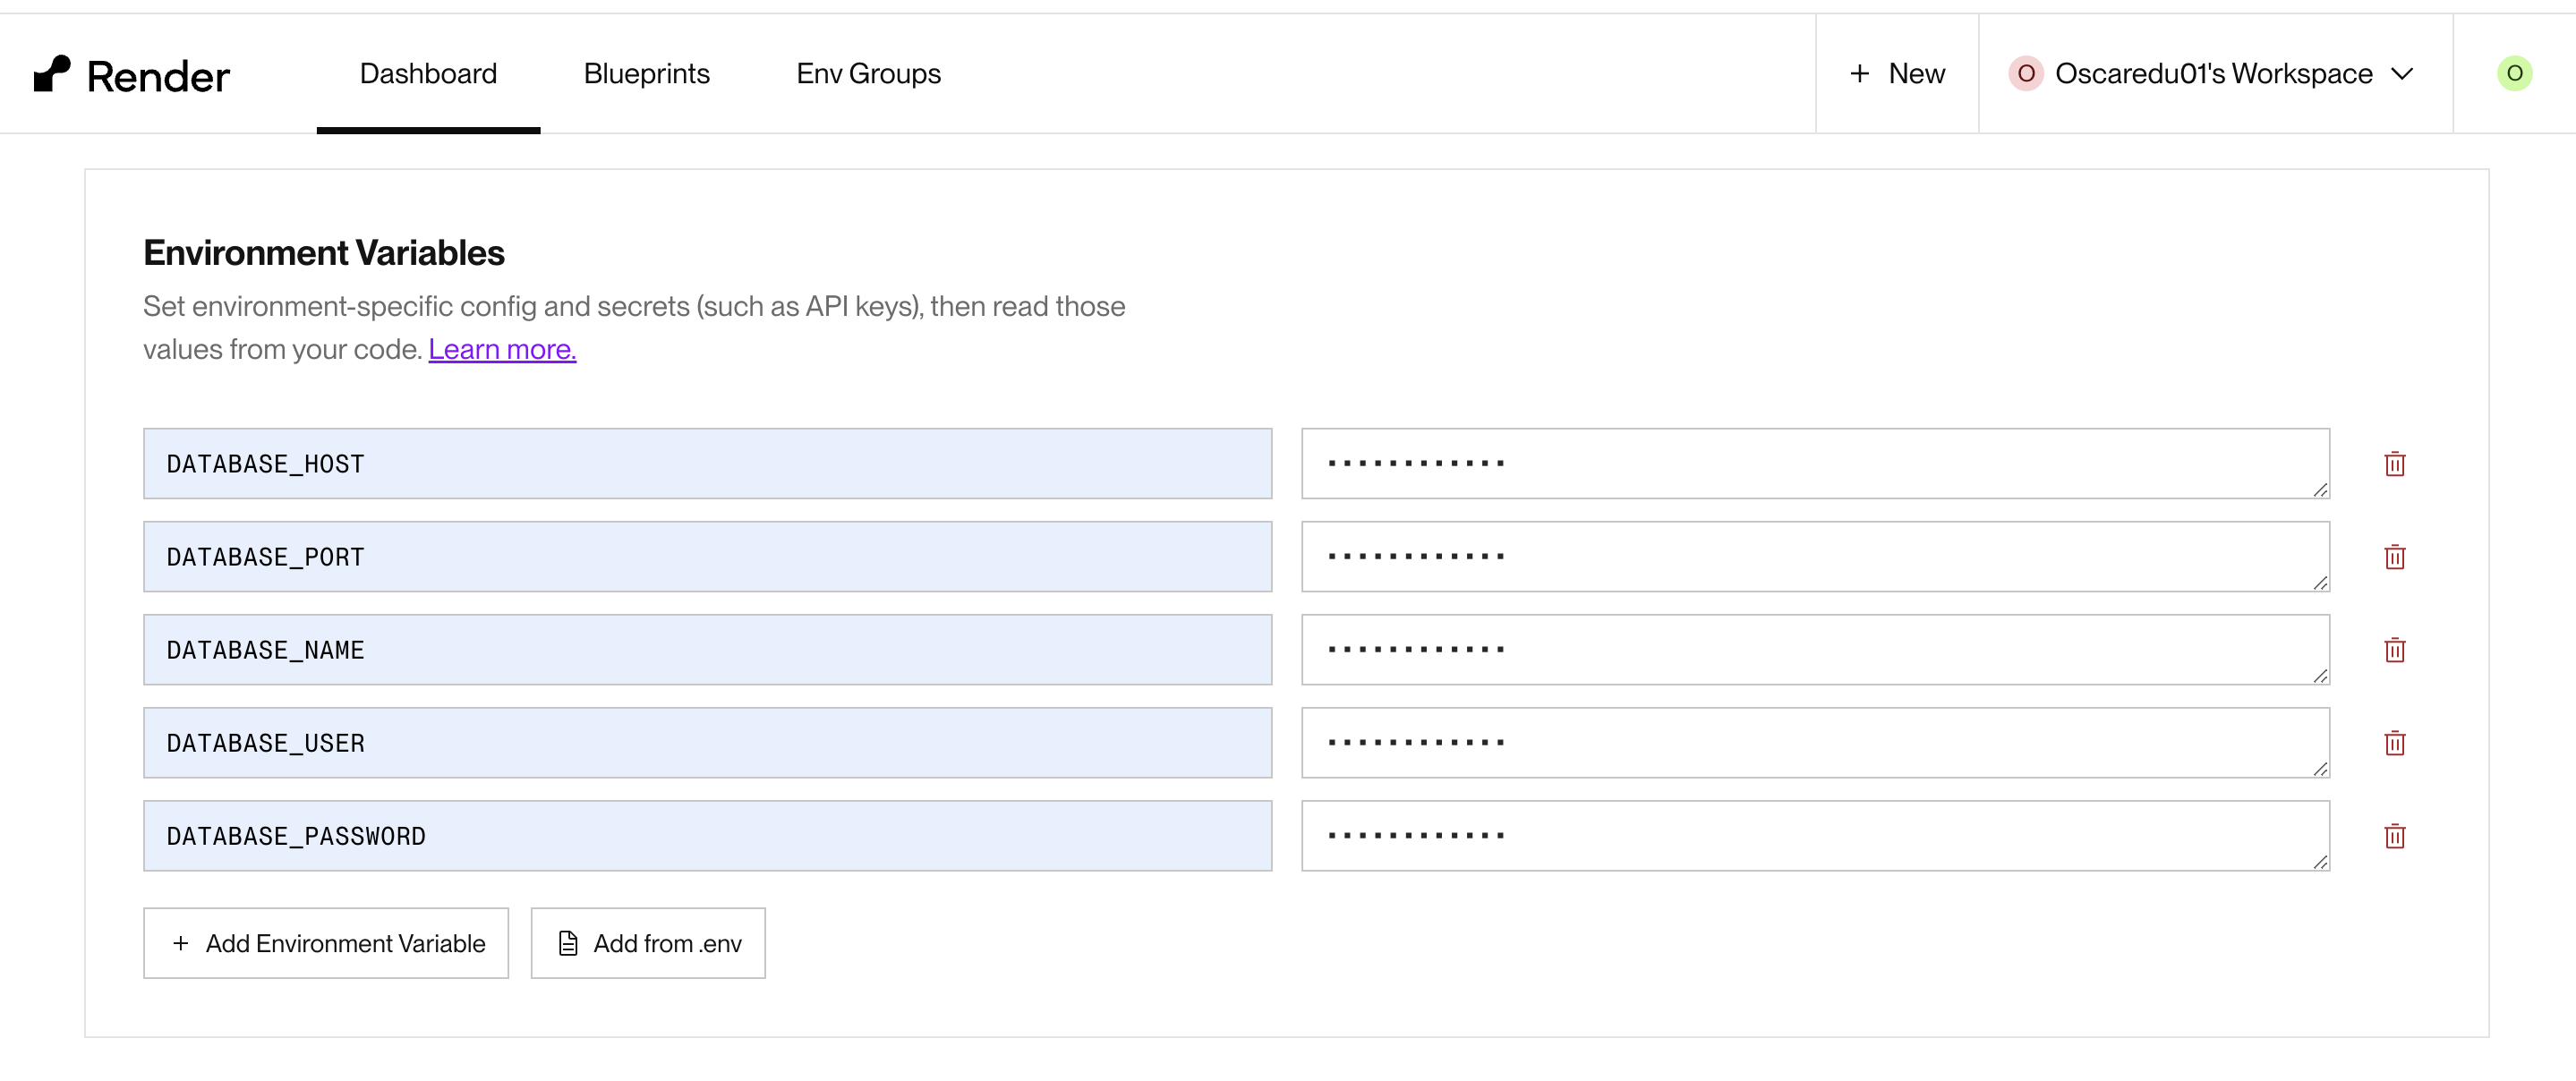 Render Dashboard Blueprints Env Groups + New O Oscaredu01's Workspace O
Environment Variables
Set environment-specific config and secrets (such as API keys), then read those
values from your code. Learn more.
DATABASE_HOST ············
DATABASE_PORT ············
DATABASE_NAME ············
DATABASE_USER ············
DATABASE_PASSWORD ············
+ Add Environment Variable Add from .env